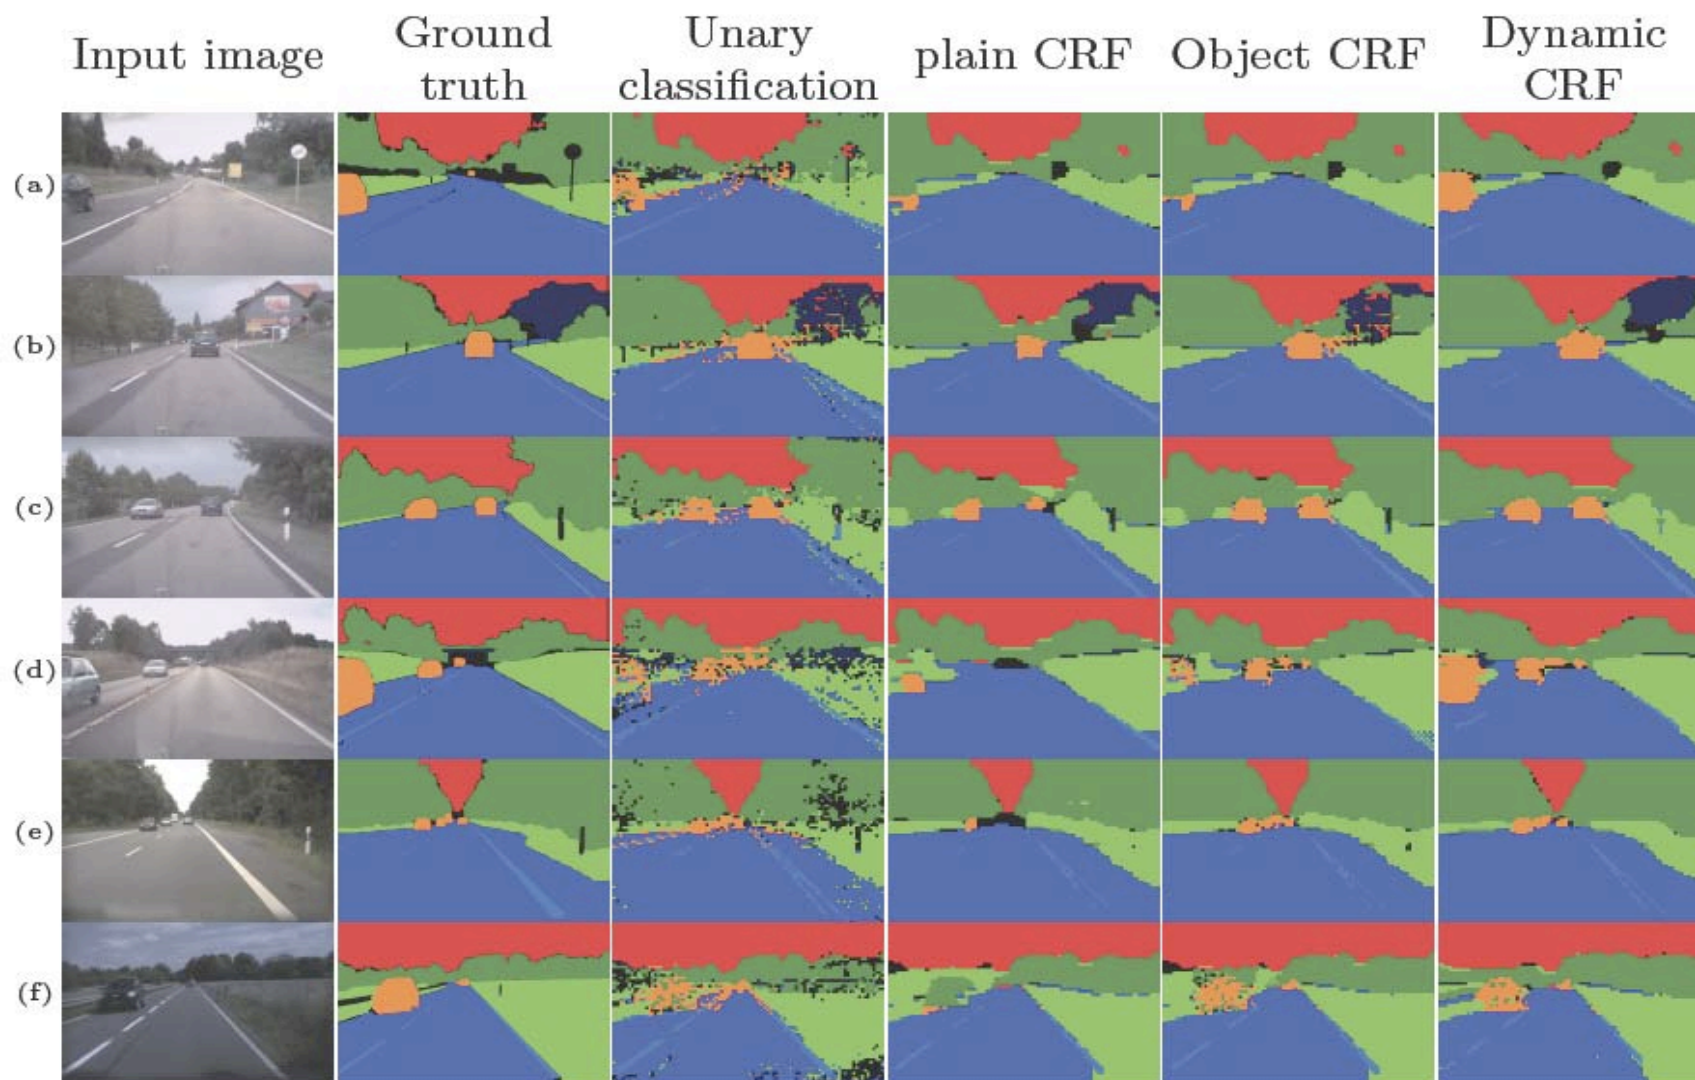 Input image
Ground
truth
Unary
classification
plain CRF
Object CRF
Dynamic
CRF
(a)
(b)
(c)
(d)
(e)
(f)